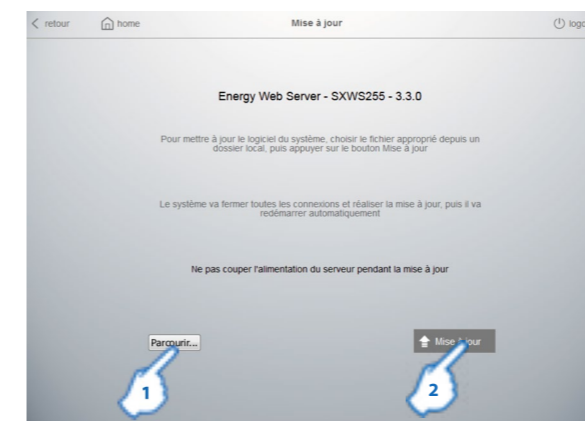 retour
home
Mise à jour
Energy Web Server - SXWS255 - 3.3.0
Pour mettre à jour le logiciel du système, choisir le fichier approprié depuis un
dossier local, puis appuyer sur le bouton Mise à jour
Le système va fermer toutes les connexions et réaliser la mise à jour, puis il va
redémarrer automatiquement
Ne pas couper l'alimentation du serveur pendant la mise à jour
Parcourir...
Mise à jour
1
2